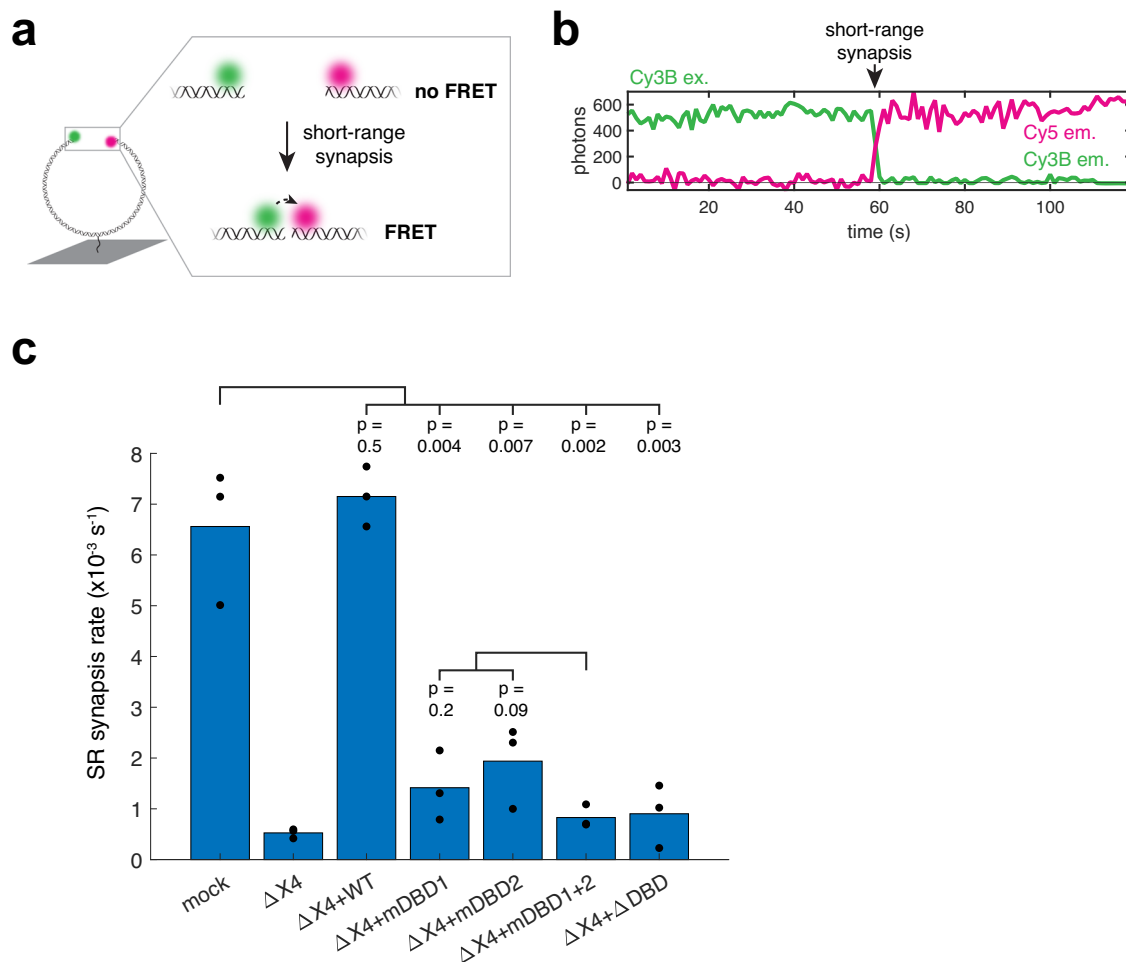 a
no FRET
short-range
synapsis
FRET
b
short-range
synapsis
Cy3B ex.
photons
600
400
200
0
Cy5 em.
Cy3B em.
20
40
60
80
100
time (s)
c
p =
0.5
p =
0.004
p =
0.007
p =
0.002
p =
0.003
SR synapsis rate (x10⁻³ s⁻¹)
8
7
6
5
4
3
2
1
0
p =
0.2
p =
0.09
mock
ΔX4
ΔX4+WT
ΔX4+mDBD1
ΔX4+mDBD2
ΔX4+mDBD1+2
ΔX4+ΔDBD